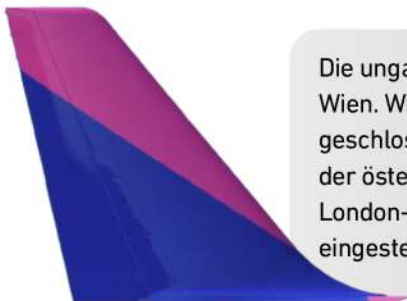 Die unga
Wien. W
geschlos
der öste
London-
eingeste